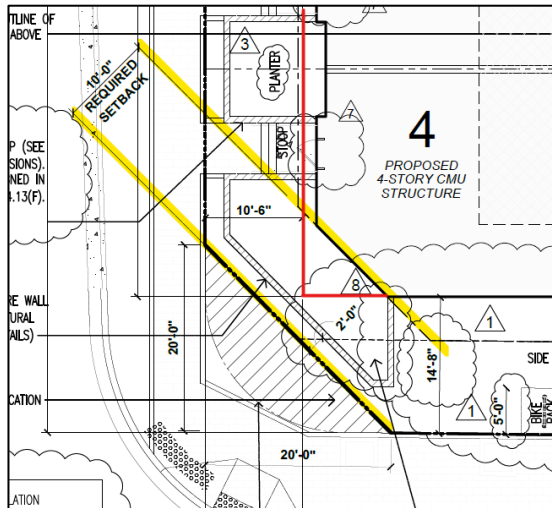 TLINE OF
ABOVE
10'-0"
REQUIRED
SETBACK
3
PLANTER
7
P (SEE
SIONS).
NED IN
4.13(F).
STOOP
4
PROPOSED
4-STORY CMU
STRUCTURE
10'-6"
8
RE WALL
TURAL
AILS)
20'-0"
2'-0"
1
SIDE
14'-8"
CATION
1
5'-0"
BIKE
RACK
20'-0"
LATION